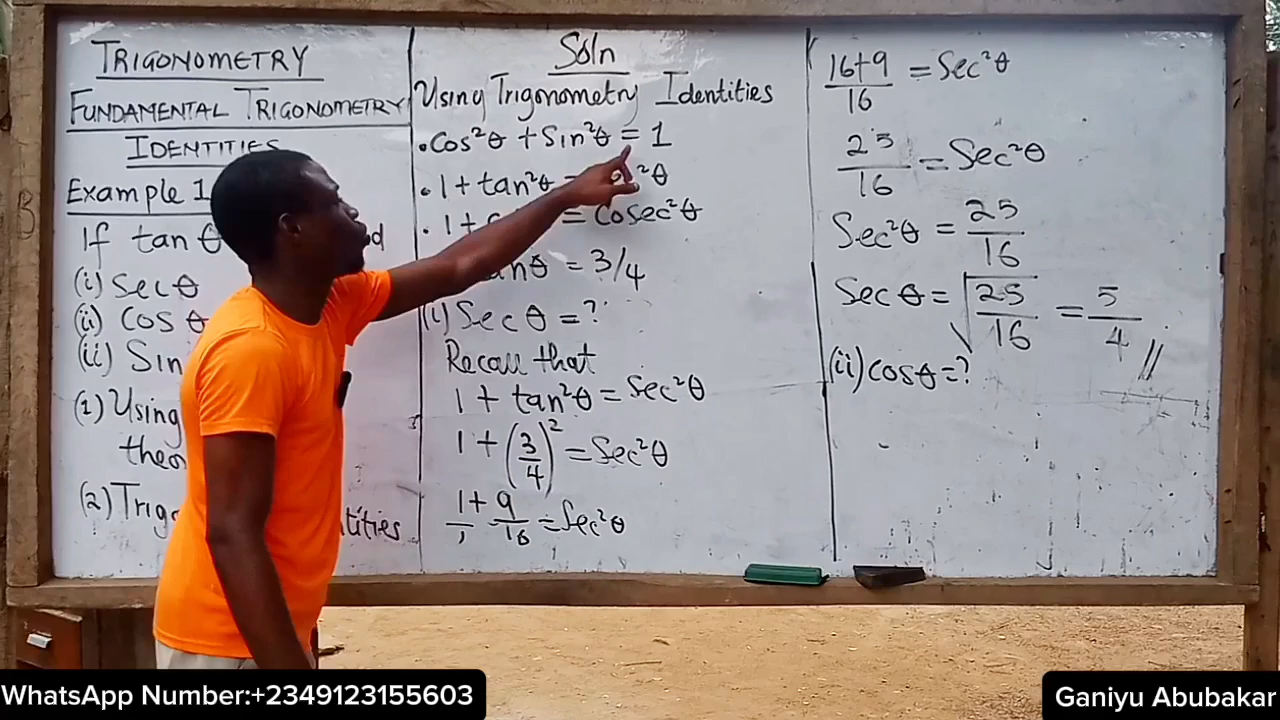 TRIGONOMETRY
FUNDAMENTAL TRIGONOMETRY
IDENTITIES
Example 1
If tan θ
(i) Sec θ
(ii) Cos θ
(iii) Sin
(1) Using
(2) Trig
tities
Soln
Using Trigonometry Identities
• Cos²θ + Sin²θ = 1
• 1 + tan²θ = ²θ
• 1 + = Cosec²θ
tanθ = 3/4
(i) Sec θ = ?
Recall that
1 + tan²θ = Sec²θ
1 + (3/4)² = Sec²θ
1/1 + 9/16 = Sec²θ
16+9/16 = Sec²θ
25/16 = Sec²θ
Sec²θ = 25/16
Sec θ = √25/16 = 5/4 //
(ii) cosθ = ?
B
WhatsApp Number:+2349123155603
Ganiyu Abubakar